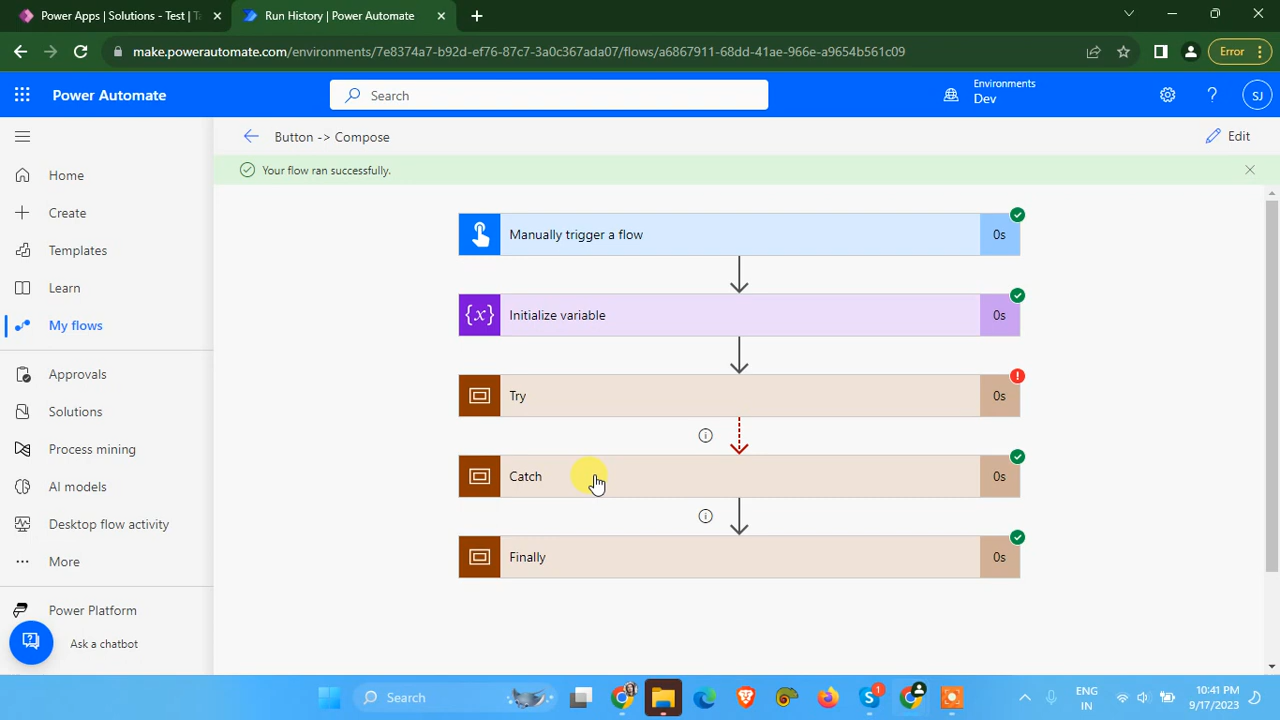 Power Apps | Solutions - Test | Ta
Run History | Power Automate
make.powerautomate.com/environments/7e8374a7-b92d-ef76-87c7-3a0c367ada07/flows/a6867911-68dd-41ae-966e-a9654b561c09
Error
Power Automate
Search
Environments
Dev
SJ
Button -> Compose
Edit
Your flow ran successfully.
Home
Create
Templates
Learn
My flows
Approvals
Solutions
Process mining
AI models
Desktop flow activity
More
Power Platform
Ask a chatbot
Manually trigger a flow
0s
Initialize variable
0s
Try
0s
Catch
0s
Finally
0s
Search
1
ENG
IN
10:41 PM
9/17/2023